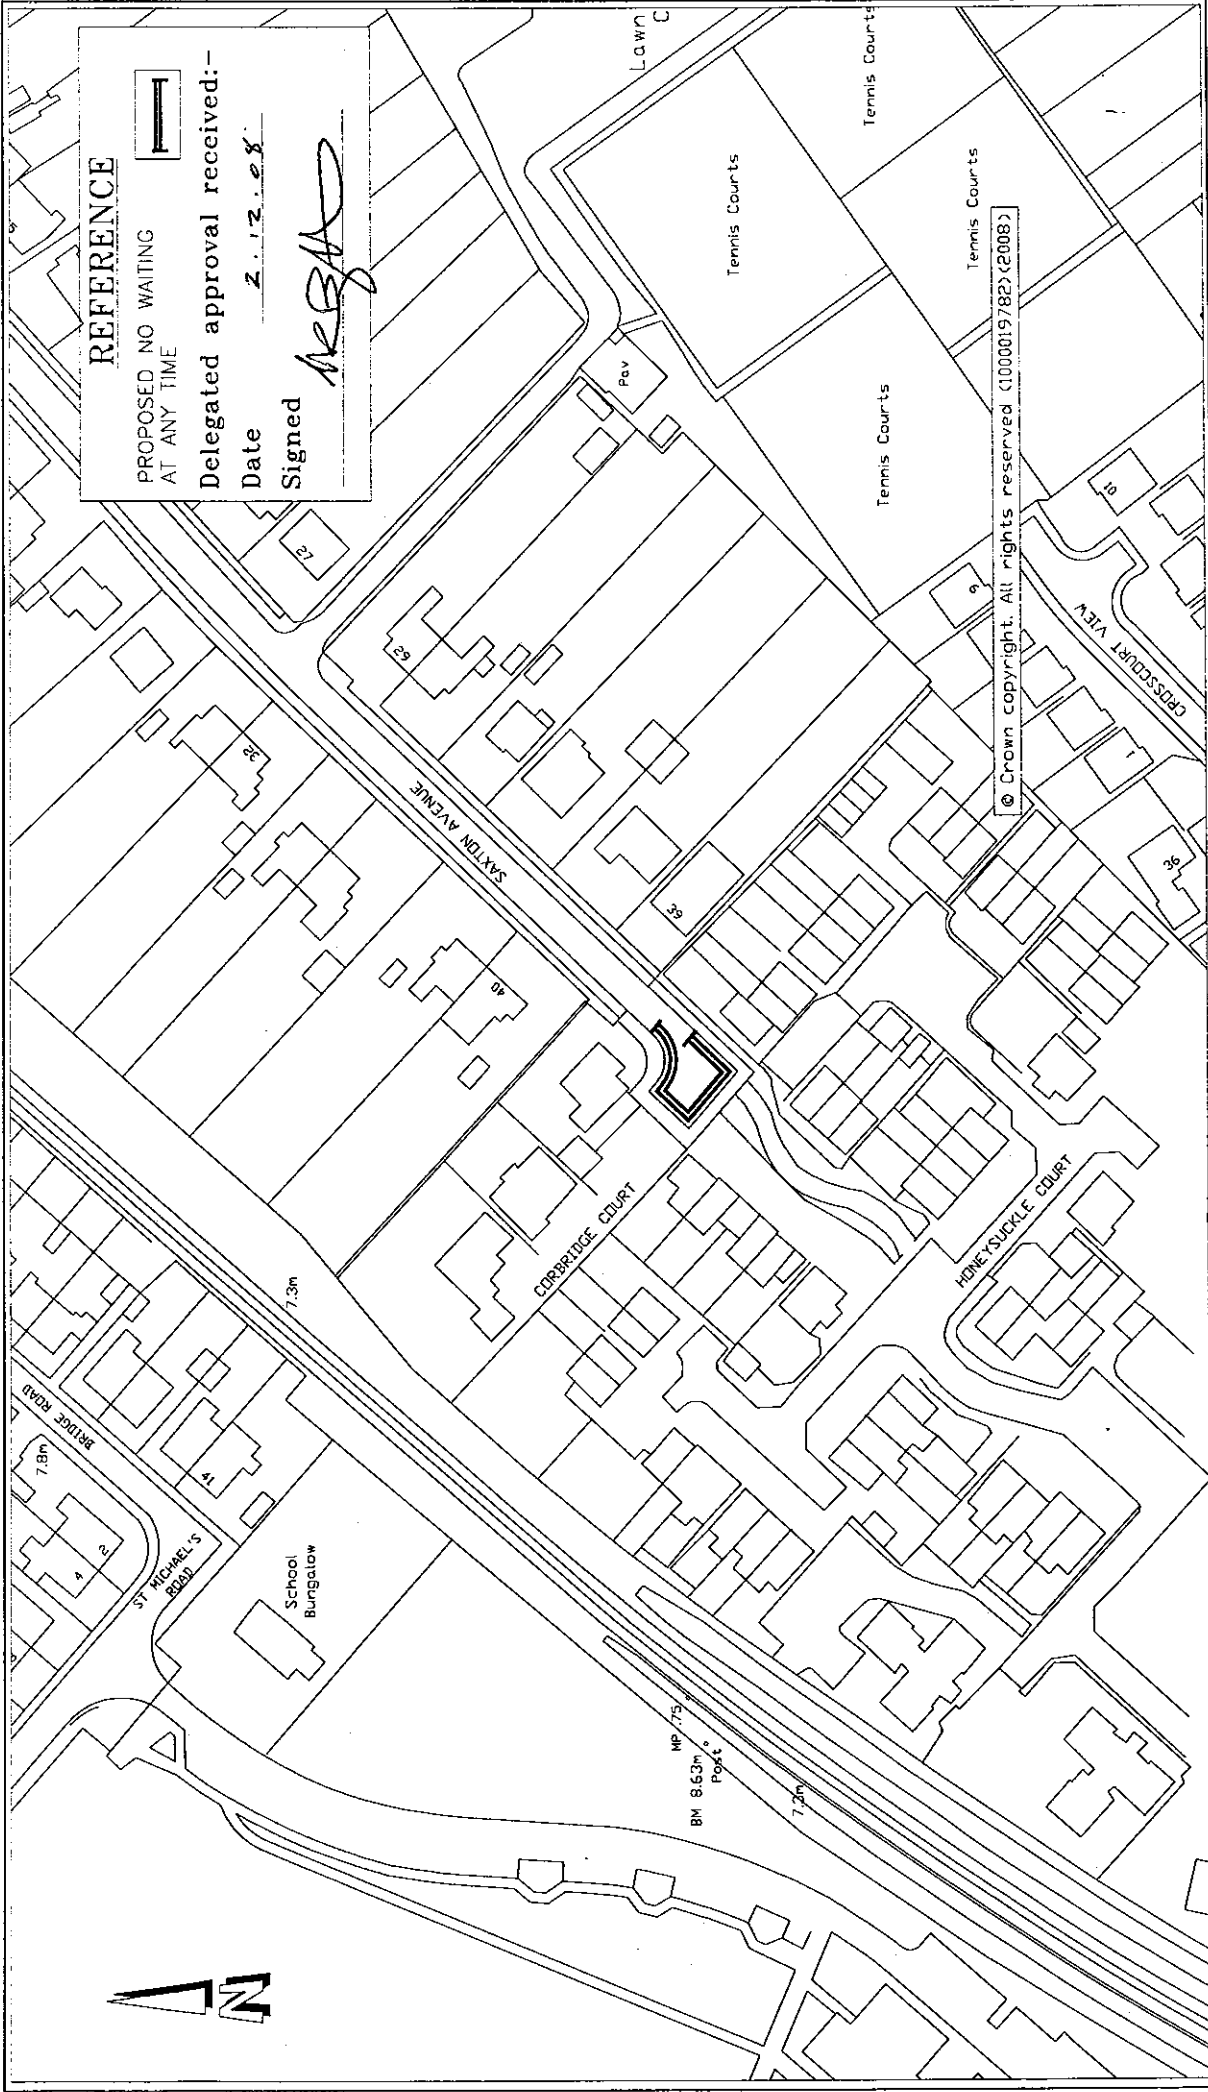 REFERENCE
PROPOSED NO WAITING
AT ANY TIME
Delegated approval received:-
Date 2.12.08
Signed
Lawn
C
Tennis Courts
Tennis Courts
Tennis Courts
Tennis Courts
Pav
27
29
32
SAXTON AVENUE
39
40
© Crown copyright. All rights reserved (100019782)(2008)
10
9
CROSSCOURT VIEW
1
36
CORBRIDGE COURT
HONEYSUCKLE COURT
7.3m
BRIDGE ROAD
7.8m
41
2
4
ST MICHAEL'S
ROAD
School
Bungalow
MP .75
BM 8.63m
Post
7.2m
N